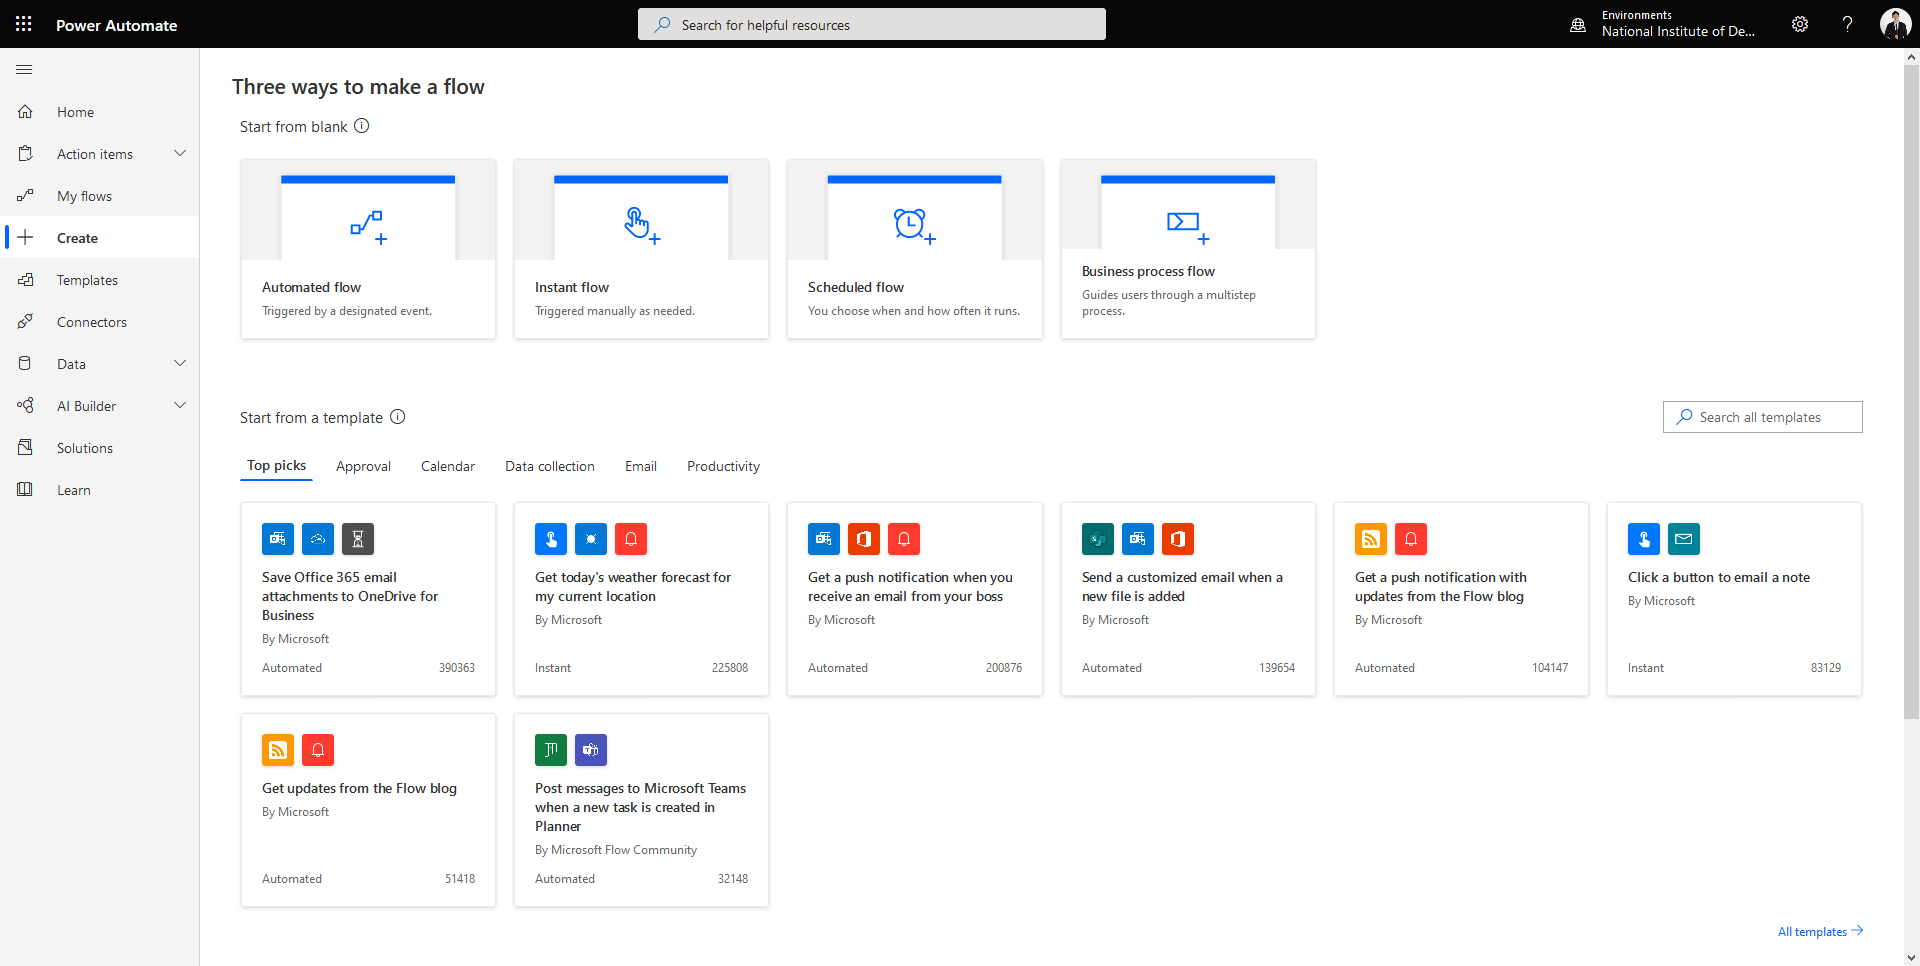 Power Automate
Search for helpful resources
Environments
National Institute of De...
?
Home
Action items
My flows
Create
Templates
Connectors
Data
AI Builder
Solutions
Learn
Three ways to make a flow
Start from blank
Automated flow
Triggered by a designated event.
Instant flow
Triggered manually as needed.
Scheduled flow
You choose when and how often it runs.
Business process flow
Guides users through a multistep
process.
Start from a template
Search all templates
Top picks Approval Calendar Data collection Email Productivity
Save Office 365 email
attachments to OneDrive for
Business
By Microsoft
Automated 390363
Get today's weather forecast for
my current location
By Microsoft
Instant 225808
Get a push notification when you
receive an email from your boss
By Microsoft
Automated 200876
Send a customized email when a
new file is added
By Microsoft
Automated 139654
Get a push notification with
updates from the Flow blog
By Microsoft
Automated 104147
Click a button to email a note
By Microsoft
Instant 83129
Get updates from the Flow blog
By Microsoft
Automated 51418
Post messages to Microsoft Teams
when a new task is created in
Planner
By Microsoft Flow Community
Automated 32148
All templates